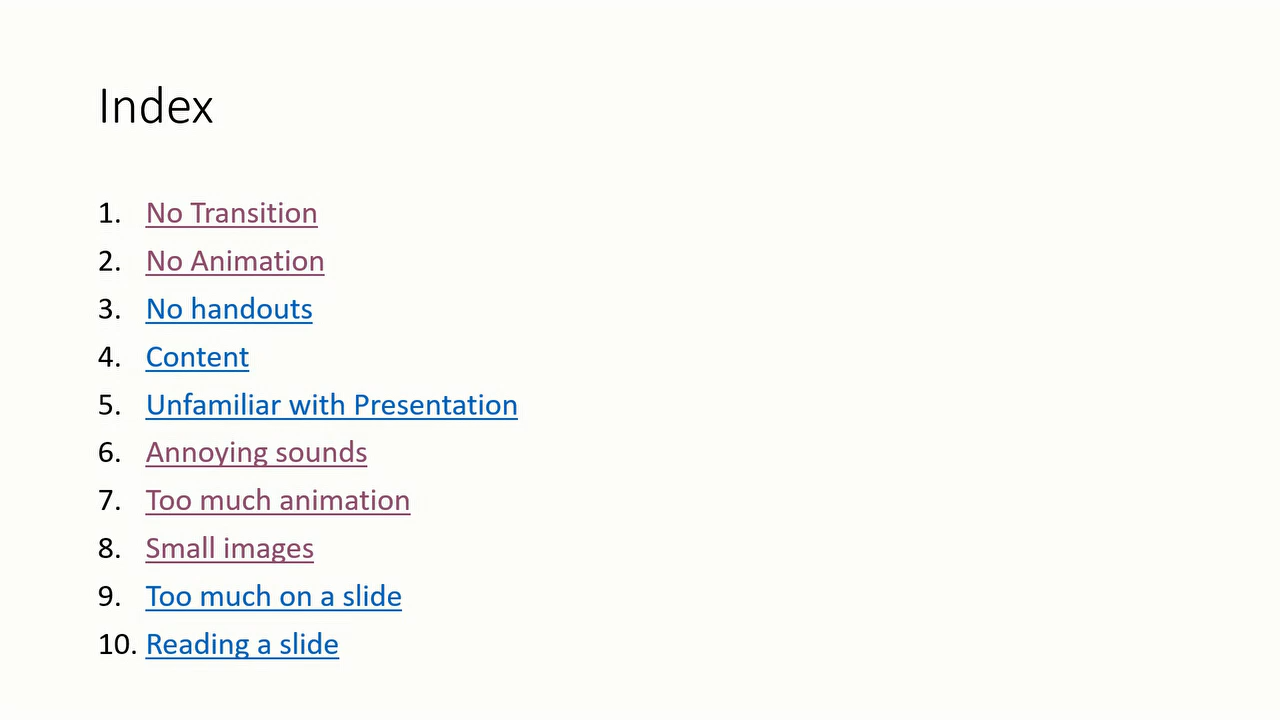 Index
1. No Transition
2. No Animation
3. No handouts
4. Content
5. Unfamiliar with Presentation
6. Annoying sounds
7. Too much animation
8. Small images
9. Too much on a slide
10. Reading a slide